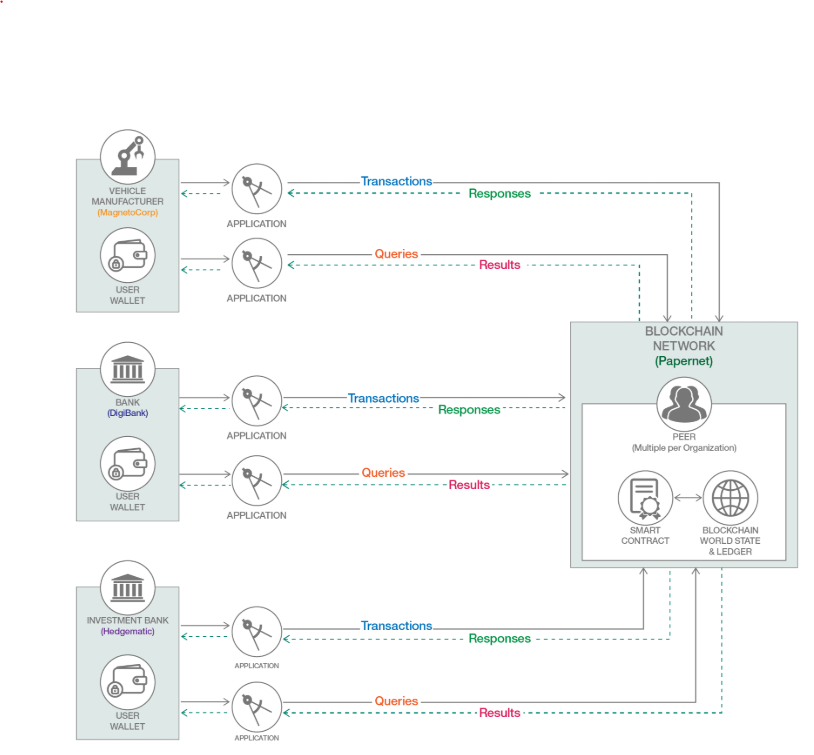 VEHICLE
MANUFACTURER
(MagnetoCorp)
USER
WALLET
APPLICATION
Transactions
Responses
APPLICATION
Queries
Results
BANK
(DigiBank)
USER
WALLET
APPLICATION
Transactions
Responses
APPLICATION
Queries
Results
INVESTMENT BANK
(Hedgematic)
USER
WALLET
APPLICATION
Transactions
Responses
APPLICATION
Queries
Results
BLOCKCHAIN
NETWORK
(Papernet)
PEER
(Multiple per Organization)
SMART
CONTRACT
BLOCKCHAIN
WORLD STATE
& LEDGER